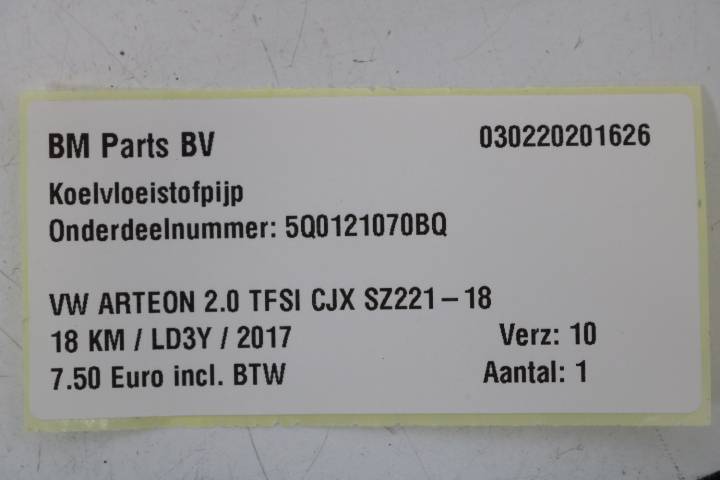 BM Parts BV 030220201626
Koelvloeistofpijp
Onderdeelnummer: 5Q0121070BQ
VW ARTEON 2.0 TFSI CJX SZ221-18
18 KM / LD3Y / 2017 Verz: 10
7.50 Euro incl. BTW Aantal: 1